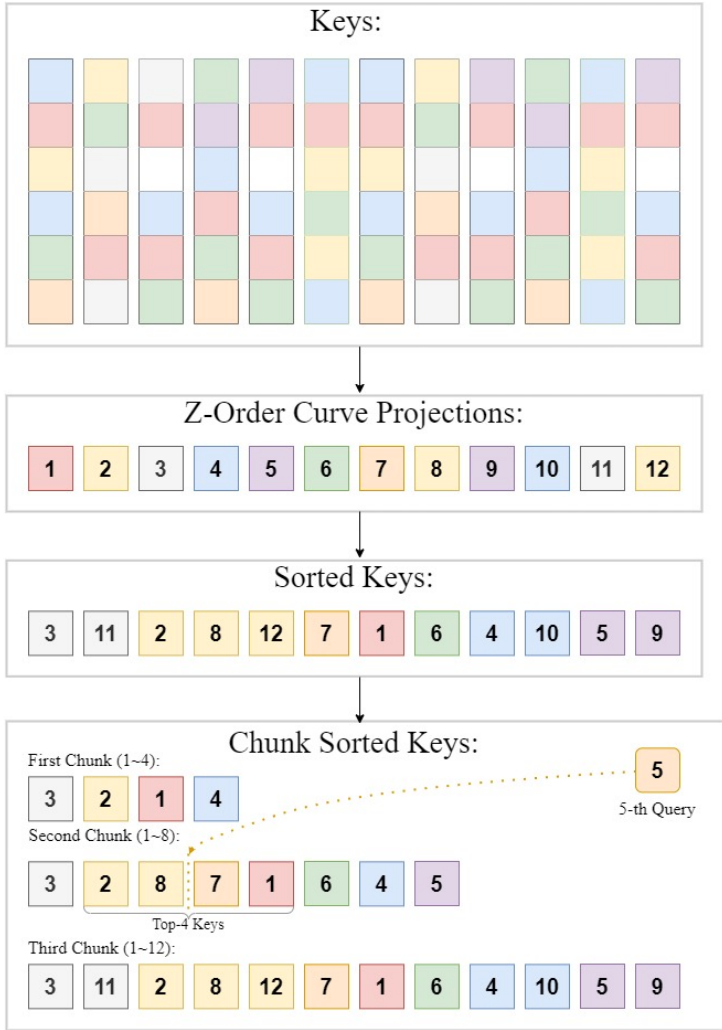 Keys:
Z-Order Curve Projections:
1 2 3 4 5 6 7 8 9 10 11 12
Sorted Keys:
3 11 2 8 12 7 1 6 4 10 5 9
Chunk Sorted Keys:
First Chunk (1~4):
3 2 1 4
5
5-th Query
Second Chunk (1~8):
3 2 8 7 1 6 4 5
Top-4 Keys
Third Chunk (1~12):
3 11 2 8 12 7 1 6 4 10 5 9